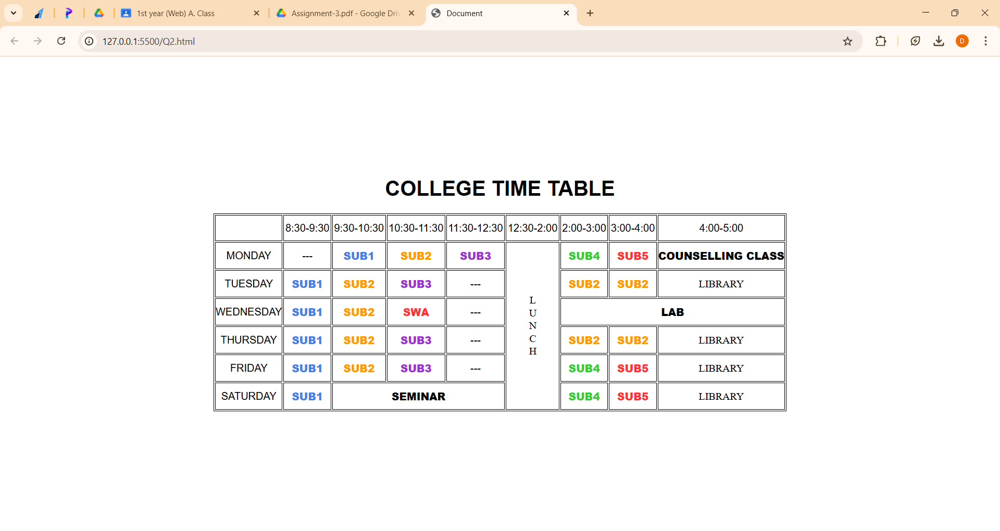 1st year (Web) A. Class
Assignment-3.pdf - Google Driv
Document
127.0.0.1:5500/Q2.html
D
COLLEGE TIME TABLE
8:30-9:30 9:30-10:30 10:30-11:30 11:30-12:30 12:30-2:00 2:00-3:00 3:00-4:00 4:00-5:00
MONDAY --- SUB1 SUB2 SUB3 SUB4 SUB5 COUNSELLING CLASS
TUESDAY SUB1 SUB2 SUB3 --- SUB2 SUB2 LIBRARY
L
U
N
C
H
WEDNESDAY SUB1 SUB2 SWA --- LAB
THURSDAY SUB1 SUB2 SUB3 --- SUB2 SUB2 LIBRARY
FRIDAY SUB1 SUB2 SUB3 --- SUB4 SUB5 LIBRARY
SATURDAY SUB1 SEMINAR SUB4 SUB5 LIBRARY